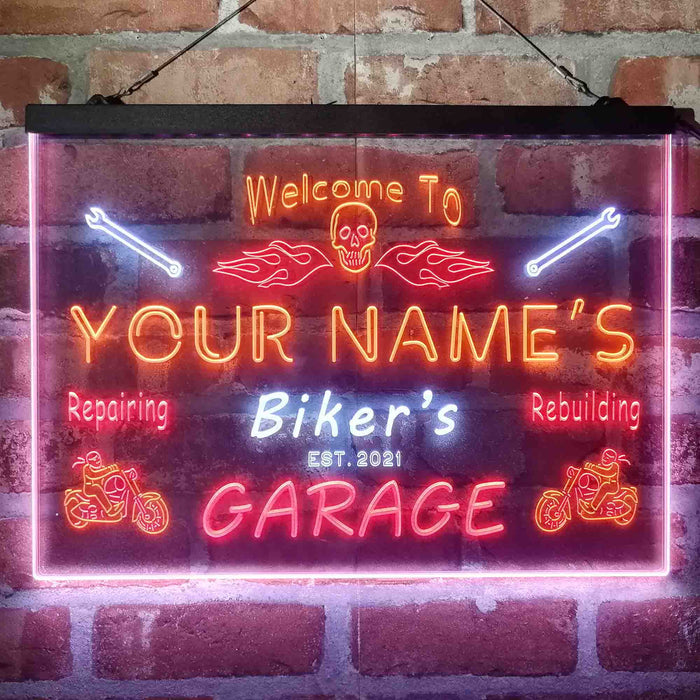 Welcome To
YOUR NAME'S
Repairing
Biker's
Rebuilding
EST. 2021
GARAGE